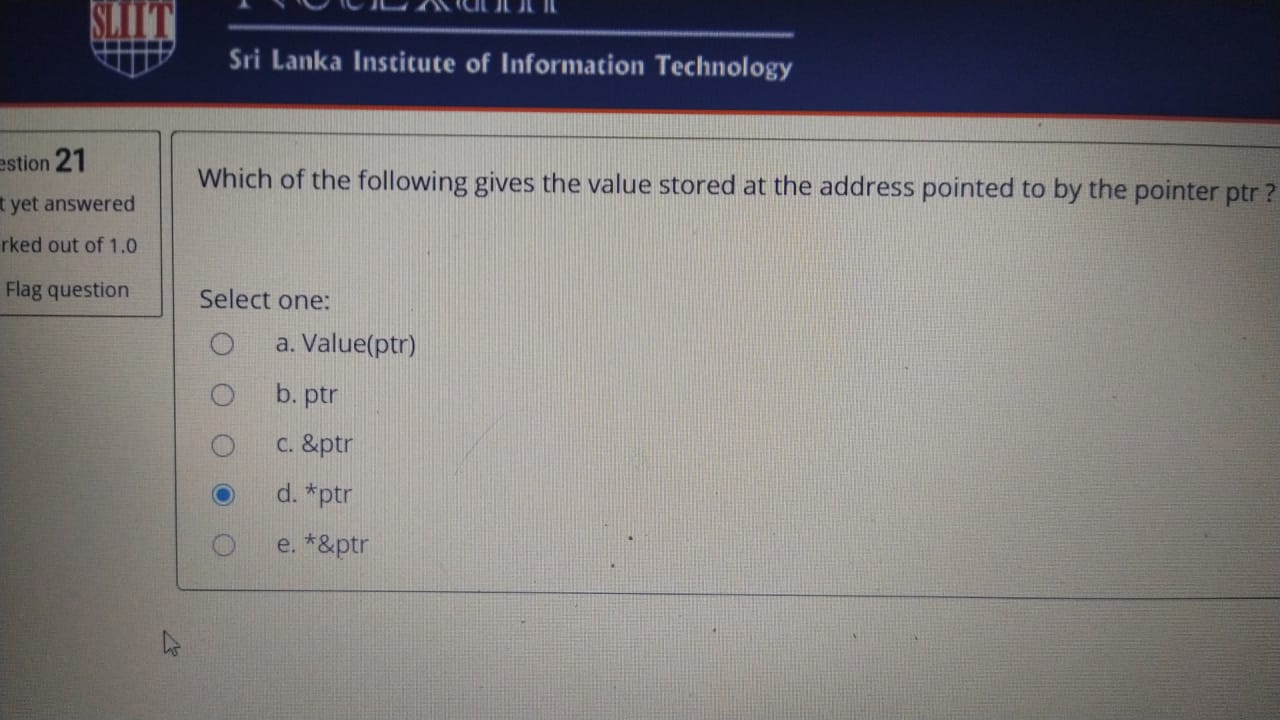 SLIIT
Sri Lanka Institute of Information Technology
estion 21
t yet answered
rked out of 1.0
Flag question
Which of the following gives the value stored at the address pointed to by the pointer ptr ?
Select one:
a. Value(ptr)
b. ptr
c. &ptr
d. *ptr
e. *&ptr